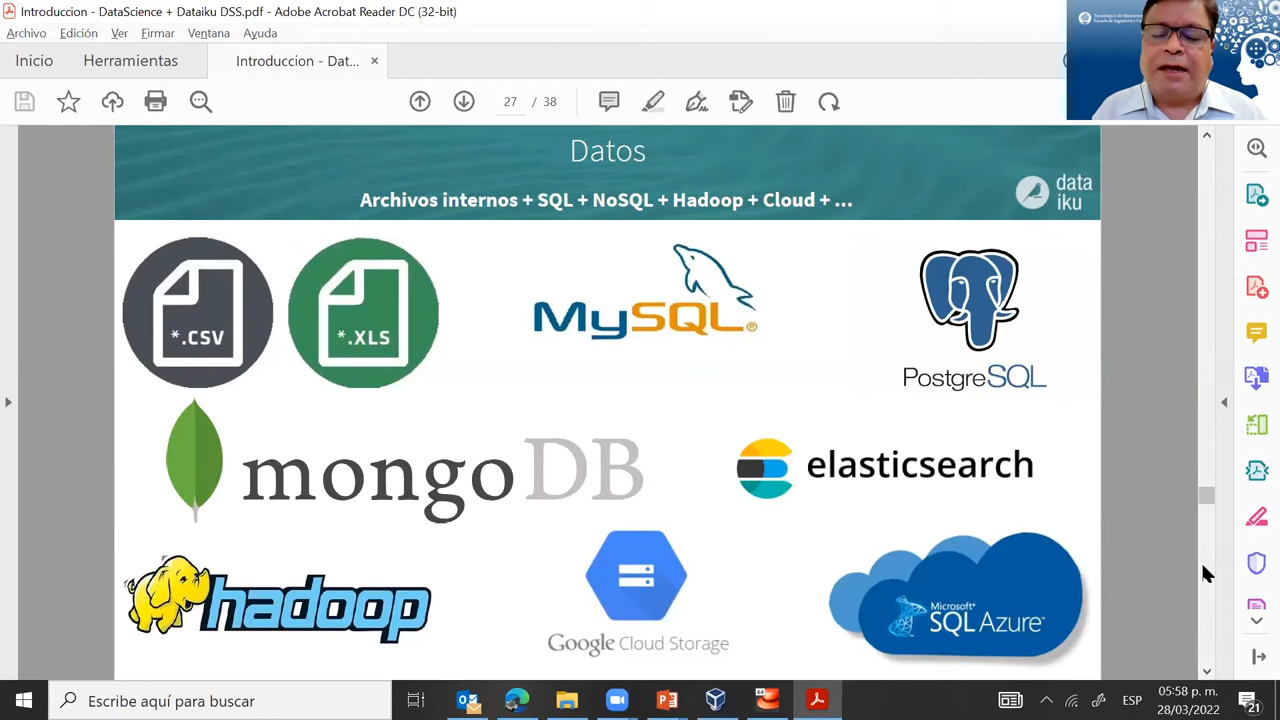 Introduccion - DataScience + Dataiku DSS.pdf - Adobe Acrobat Reader DC (32-bit)
Archivo Edición Ver Firmar Ventana Ayuda
Inicio Herramientas Introduccion - Dat... ×
27 / 38
Datos
Archivos internos + SQL + NoSQL + Hadoop + Cloud + ...
data
iku
*.CSV *.XLS
MySQL®
PostgreSQL
mongoDB
elasticsearch
hadoop
Google Cloud Storage
Microsoft®
SQL Azure™
Escribe aquí para buscar
ESP
05:58 p. m.
28/03/2022
21